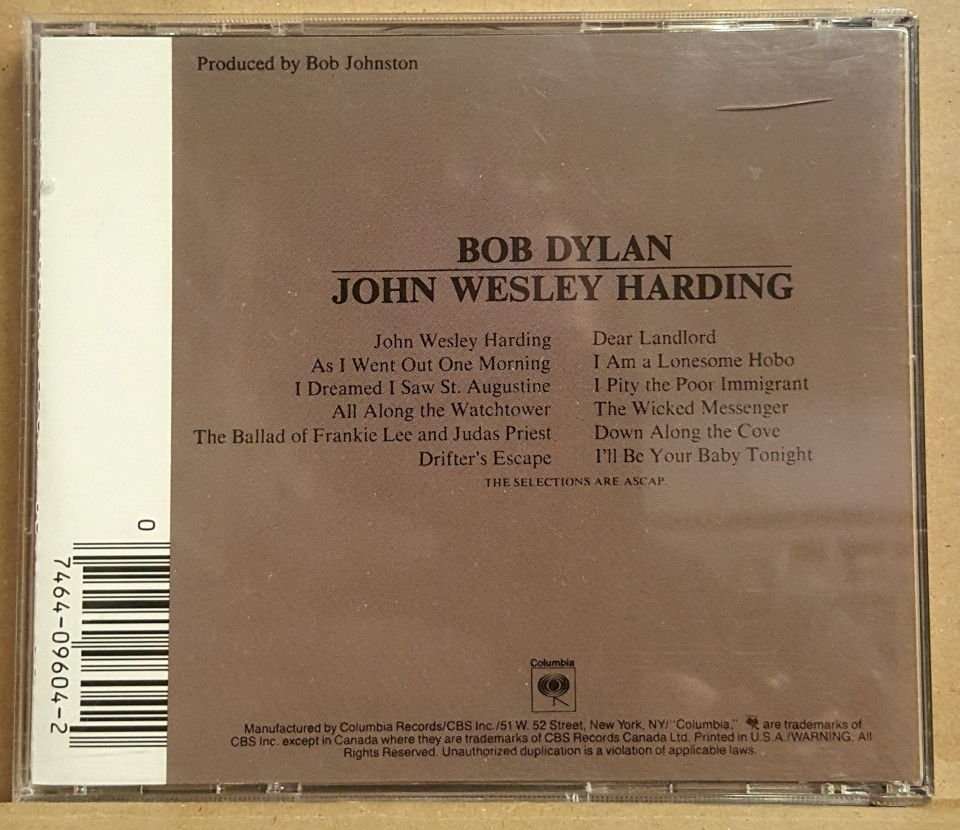 Produced by Bob Johnston
BOB DYLAN
JOHN WESLEY HARDING
John Wesley Harding
As I Went Out One Morning
I Dreamed I Saw St. Augustine
All Along the Watchtower
The Ballad of Frankie Lee and Judas Priest
Drifter's Escape
Dear Landlord
I Am a Lonesome Hobo
I Pity the Poor Immigrant
The Wicked Messenger
Down Along the Cove
I'll Be Your Baby Tonight
THE SELECTIONS ARE ASCAP.
0
7464-09604-2
Columbia
Manufactured by Columbia Records/CBS Inc./51 W. 52 Street, New York, NY/"Columbia," are trademarks of
CBS Inc. except in Canada where they are trademarks of CBS Records Canada Ltd. Printed in U.S.A./WARNING: All
Rights Reserved. Unauthorized duplication is a violation of applicable laws.